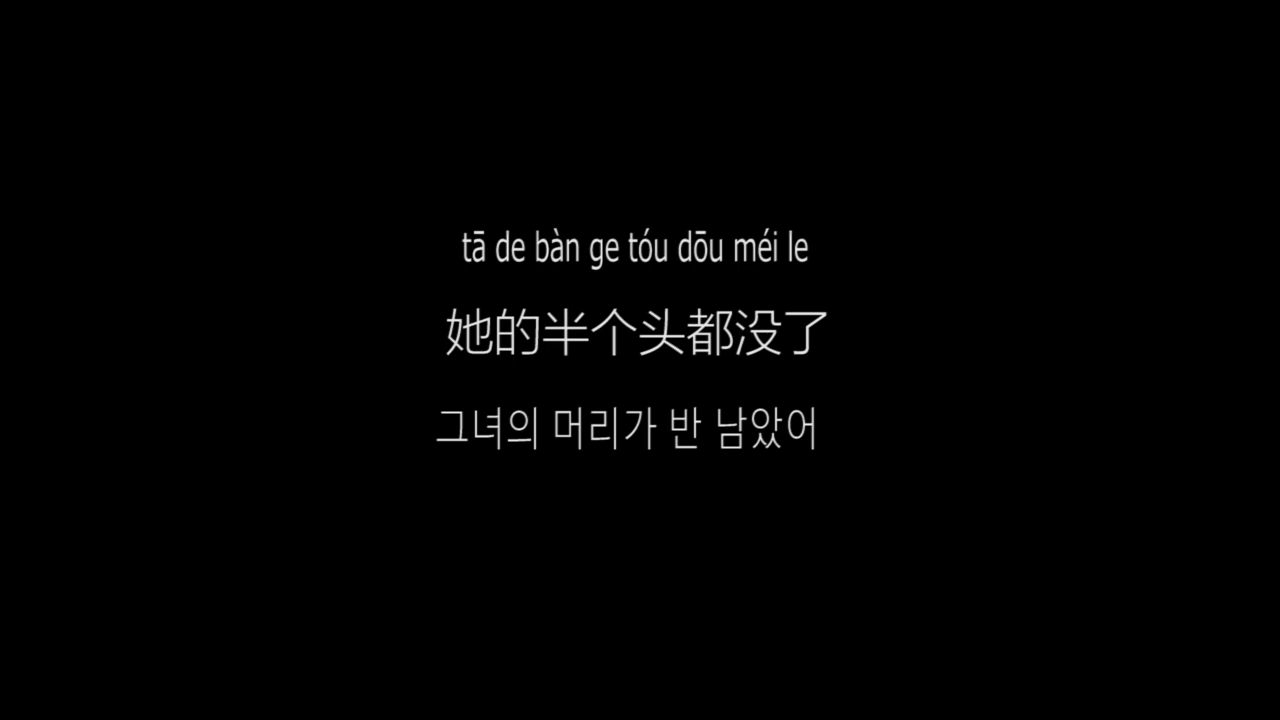 tā de bàn ge tóu dōu méi le
她的半个头都没了
그녀의 머리가 반 남았어